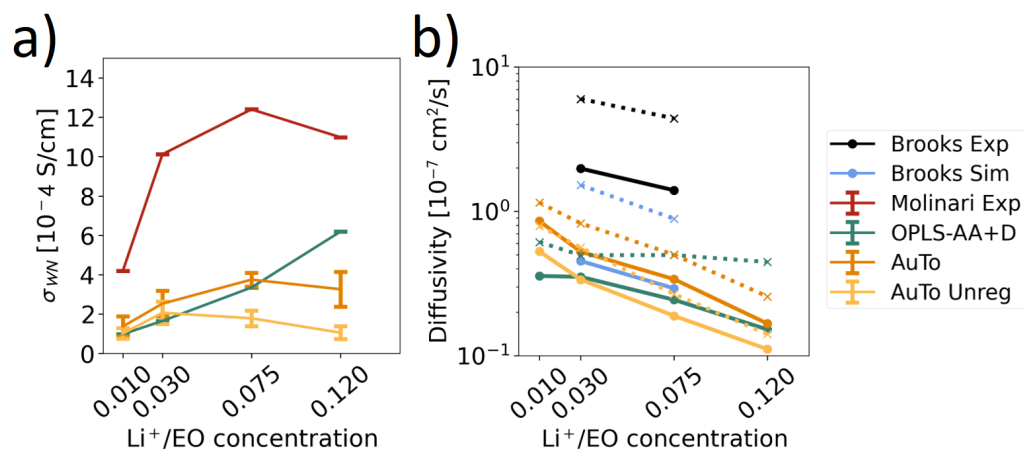 a)
σ_WN [10⁻ 4 S/cm]
14
12
10
8
6
4
2
0
0.010
0.030
0.075
0.120
Li⁺/EO concentration
b)
Diffusivity [10⁻⁷ cm²/s]
10¹
10⁰
10⁻¹
0.010
0.030
0.075
0.120
Li⁺/EO concentration
Brooks Exp
Brooks Sim
Molinari Exp
OPLS-AA+D
AuTo
AuTo Unreg